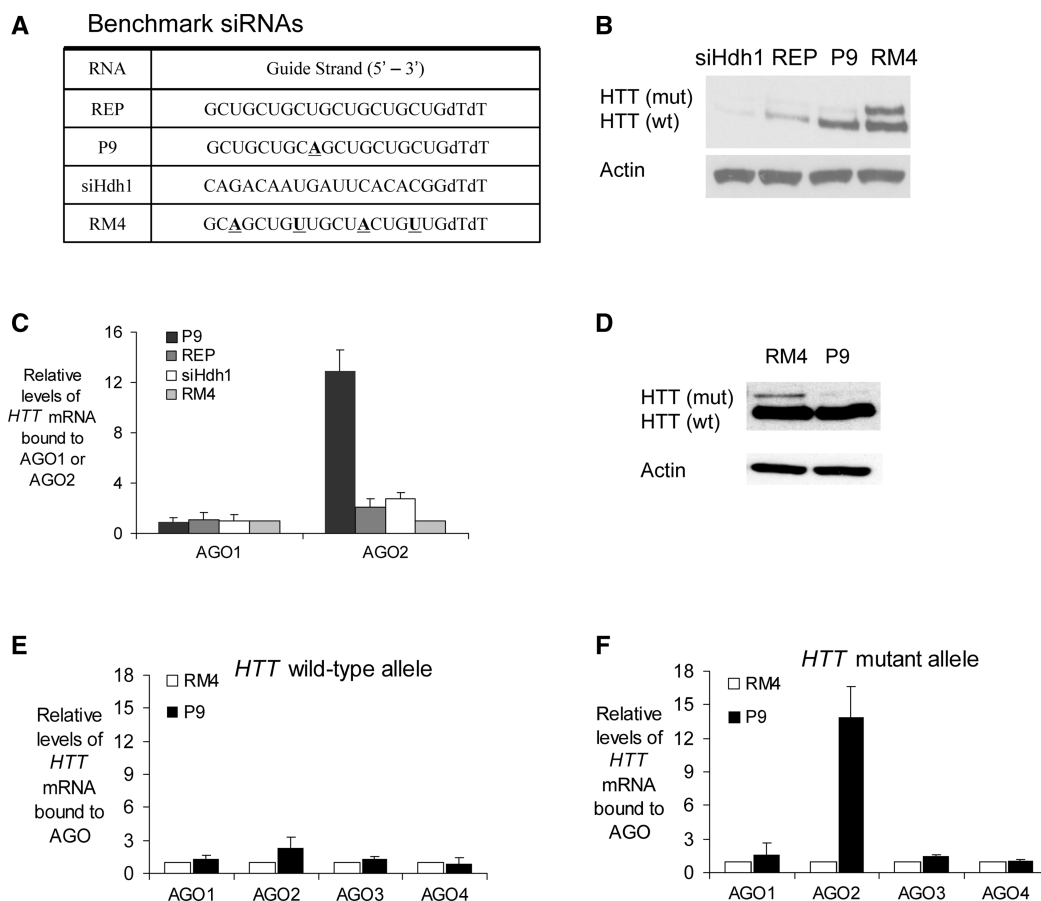 A
Benchmark siRNAs
RNA Guide Strand (5' – 3')
REP GCUGCUGCUGCUGCUGCUGdTdT
P9 GCUGCUGCAGCUGCUGCUGdTdT
siHdh1 CAGACAAUGAUUCACACGGdTdT
RM4 GCAGCUGUUGCUACUGUUGdTdT
B
siHdh1 REP P9 RM4
HTT (mut)
HTT (wt)
Actin
C
Relative
levels of
HTT mRNA
bound to
AGO1 or
AGO2
16
12
8
4
0
P9
REP
siHdh1
RM4
AGO1 AGO2
D
RM4 P9
HTT (mut)
HTT (wt)
Actin
E
HTT wild-type allele
Relative
levels of
HTT
mRNA
bound to
AGO
18
15
12
9
6
3
0
RM4
P9
AGO1 AGO2 AGO3 AGO4
F
HTT mutant allele
Relative
levels of
HTT
mRNA
bound to
AGO
18
15
12
9
6
3
0
RM4
P9
AGO1 AGO2 AGO3 AGO4